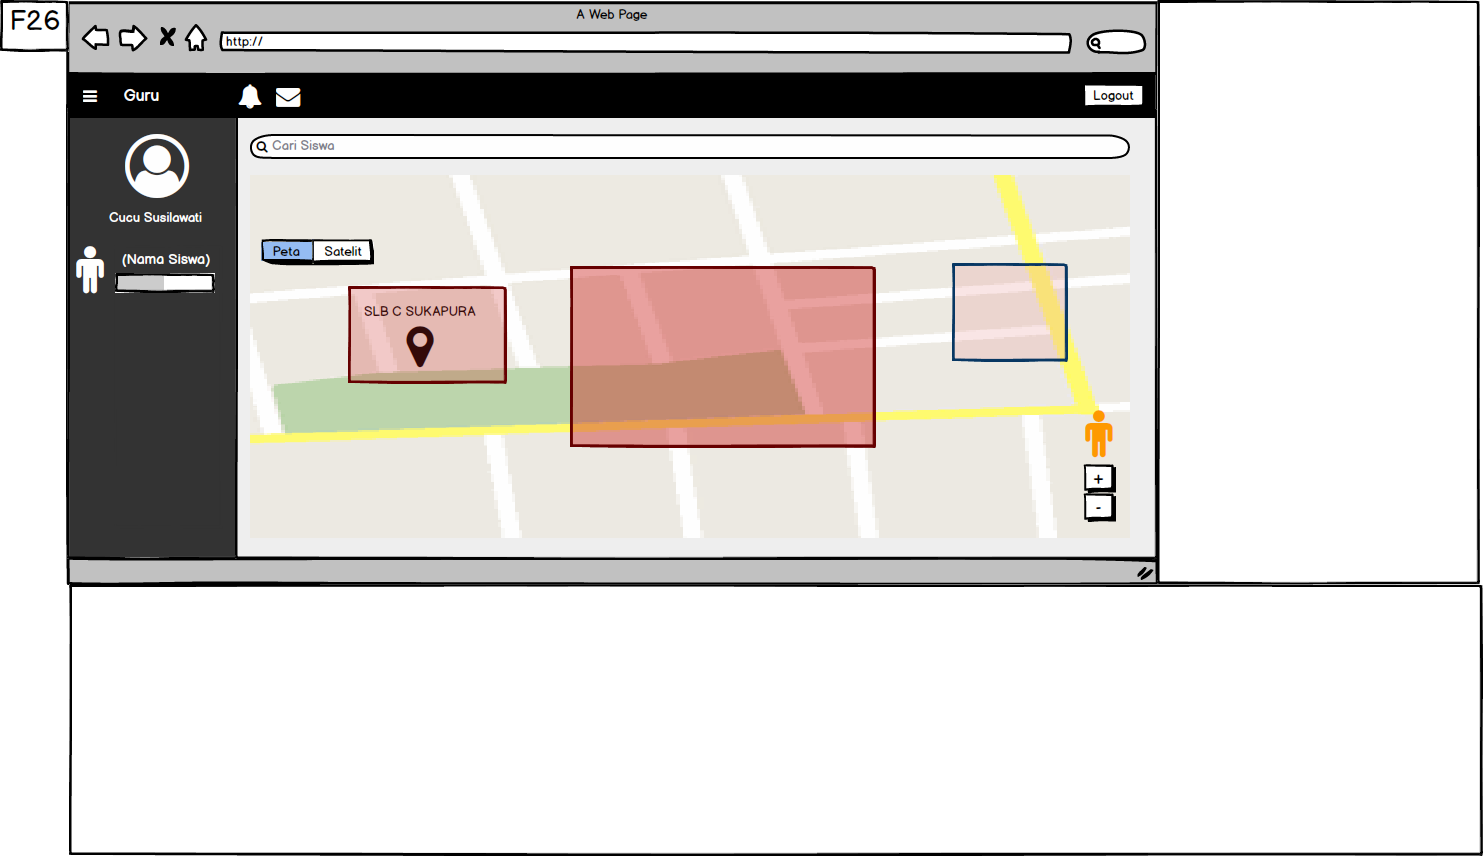 F26
A Web Page
http://
Guru
Logout
Cari Siswa
Cucu Susilawati
(Nama Siswa)
Peta
Satelit
SLB C SUKAPURA
+
-